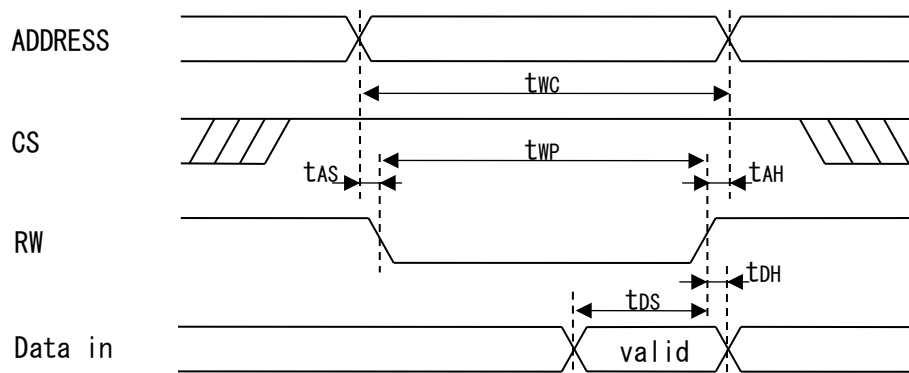 ADDRESS
tWC
CS
tWP
tAS
tAH
RW
tDH
tDS
Data in
valid